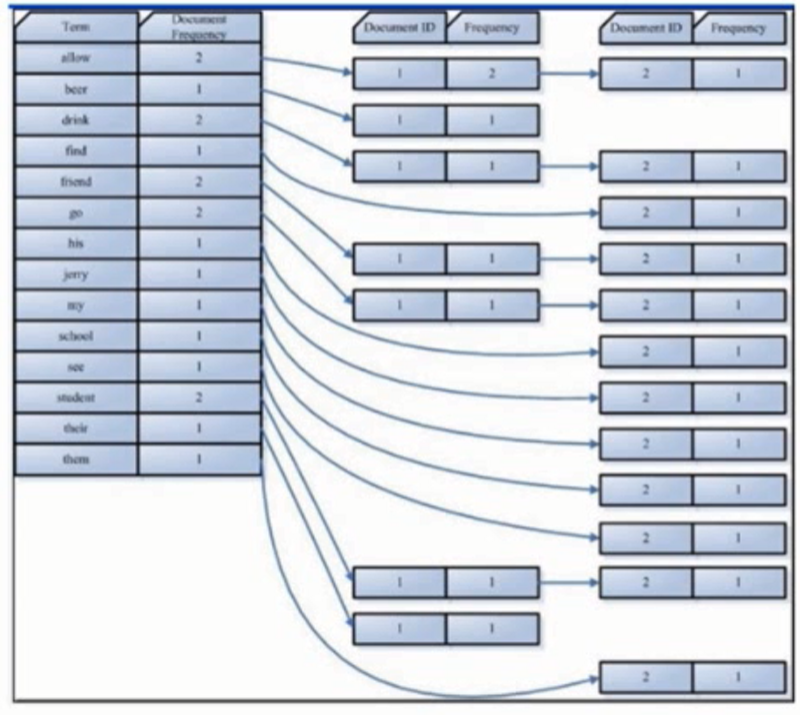 Term Document Frequency
allow 2
beer 1
drink 2
find 1
friend 2
go 2
his 1
jerry 1
my 1
school 1
see 1
student 2
their 1
them 1
Document ID Frequency
1 2
1 1
1 1
1 1
1 1
1 1
1 1
Document ID Frequency
2 1
2 1
2 1
2 1
2 1
2 1
2 1
2 1
2 1
2 1
2 1
2 1